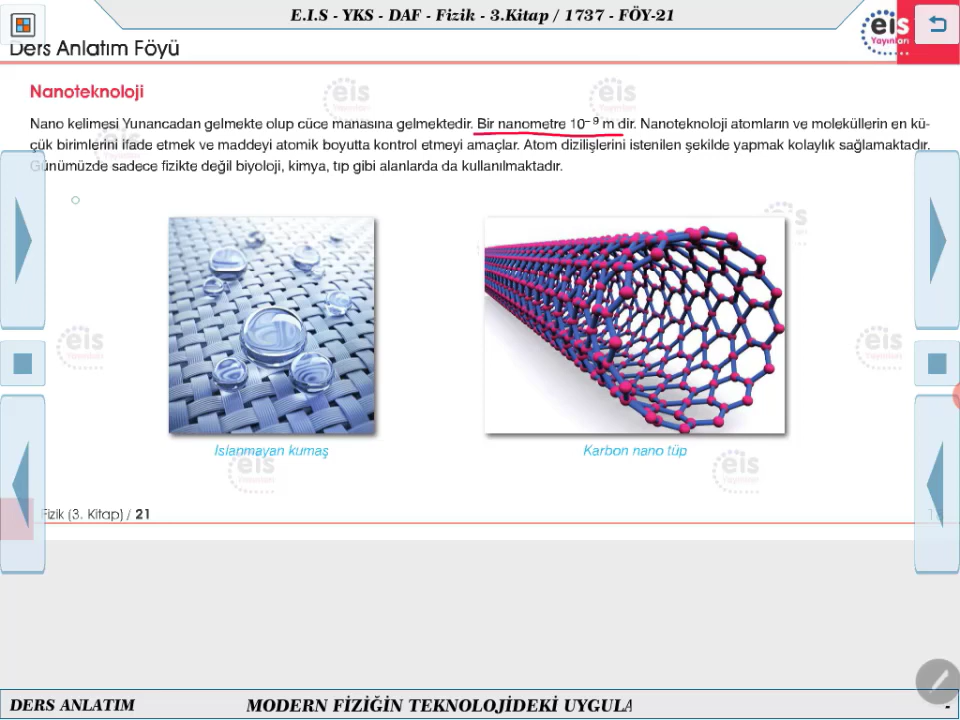 E.I.S - YKS - DAF - Fizik - 3.Kitap / 1737 - FÖY-21
eis
Yayınları
Ders Anlatım Föyü
Nanoteknoloji
Nano kelimesi Yunancadan gelmekte olup cüce manasına gelmektedir. Bir nanometre 10⁻⁹ m dir. Nanoteknoloji atomların ve moleküllerin en kü-
çük birimlerini ifade etmek ve maddeyi atomik boyutta kontrol etmeyi amaçlar. Atom dizilişlerini istenilen şekilde yapmak kolaylık sağlamaktadır.
Günümüzde sadece fizikte değil biyoloji, kimya, tıp gibi alanlarda da kullanılmaktadır.
Islanmayan kumaş
Karbon nano tüp
Fizik (3. Kitap) / 21
DERS ANLATIM
MODERN FİZİĞİN TEKNOLOJİDEKİ UYGULA
-